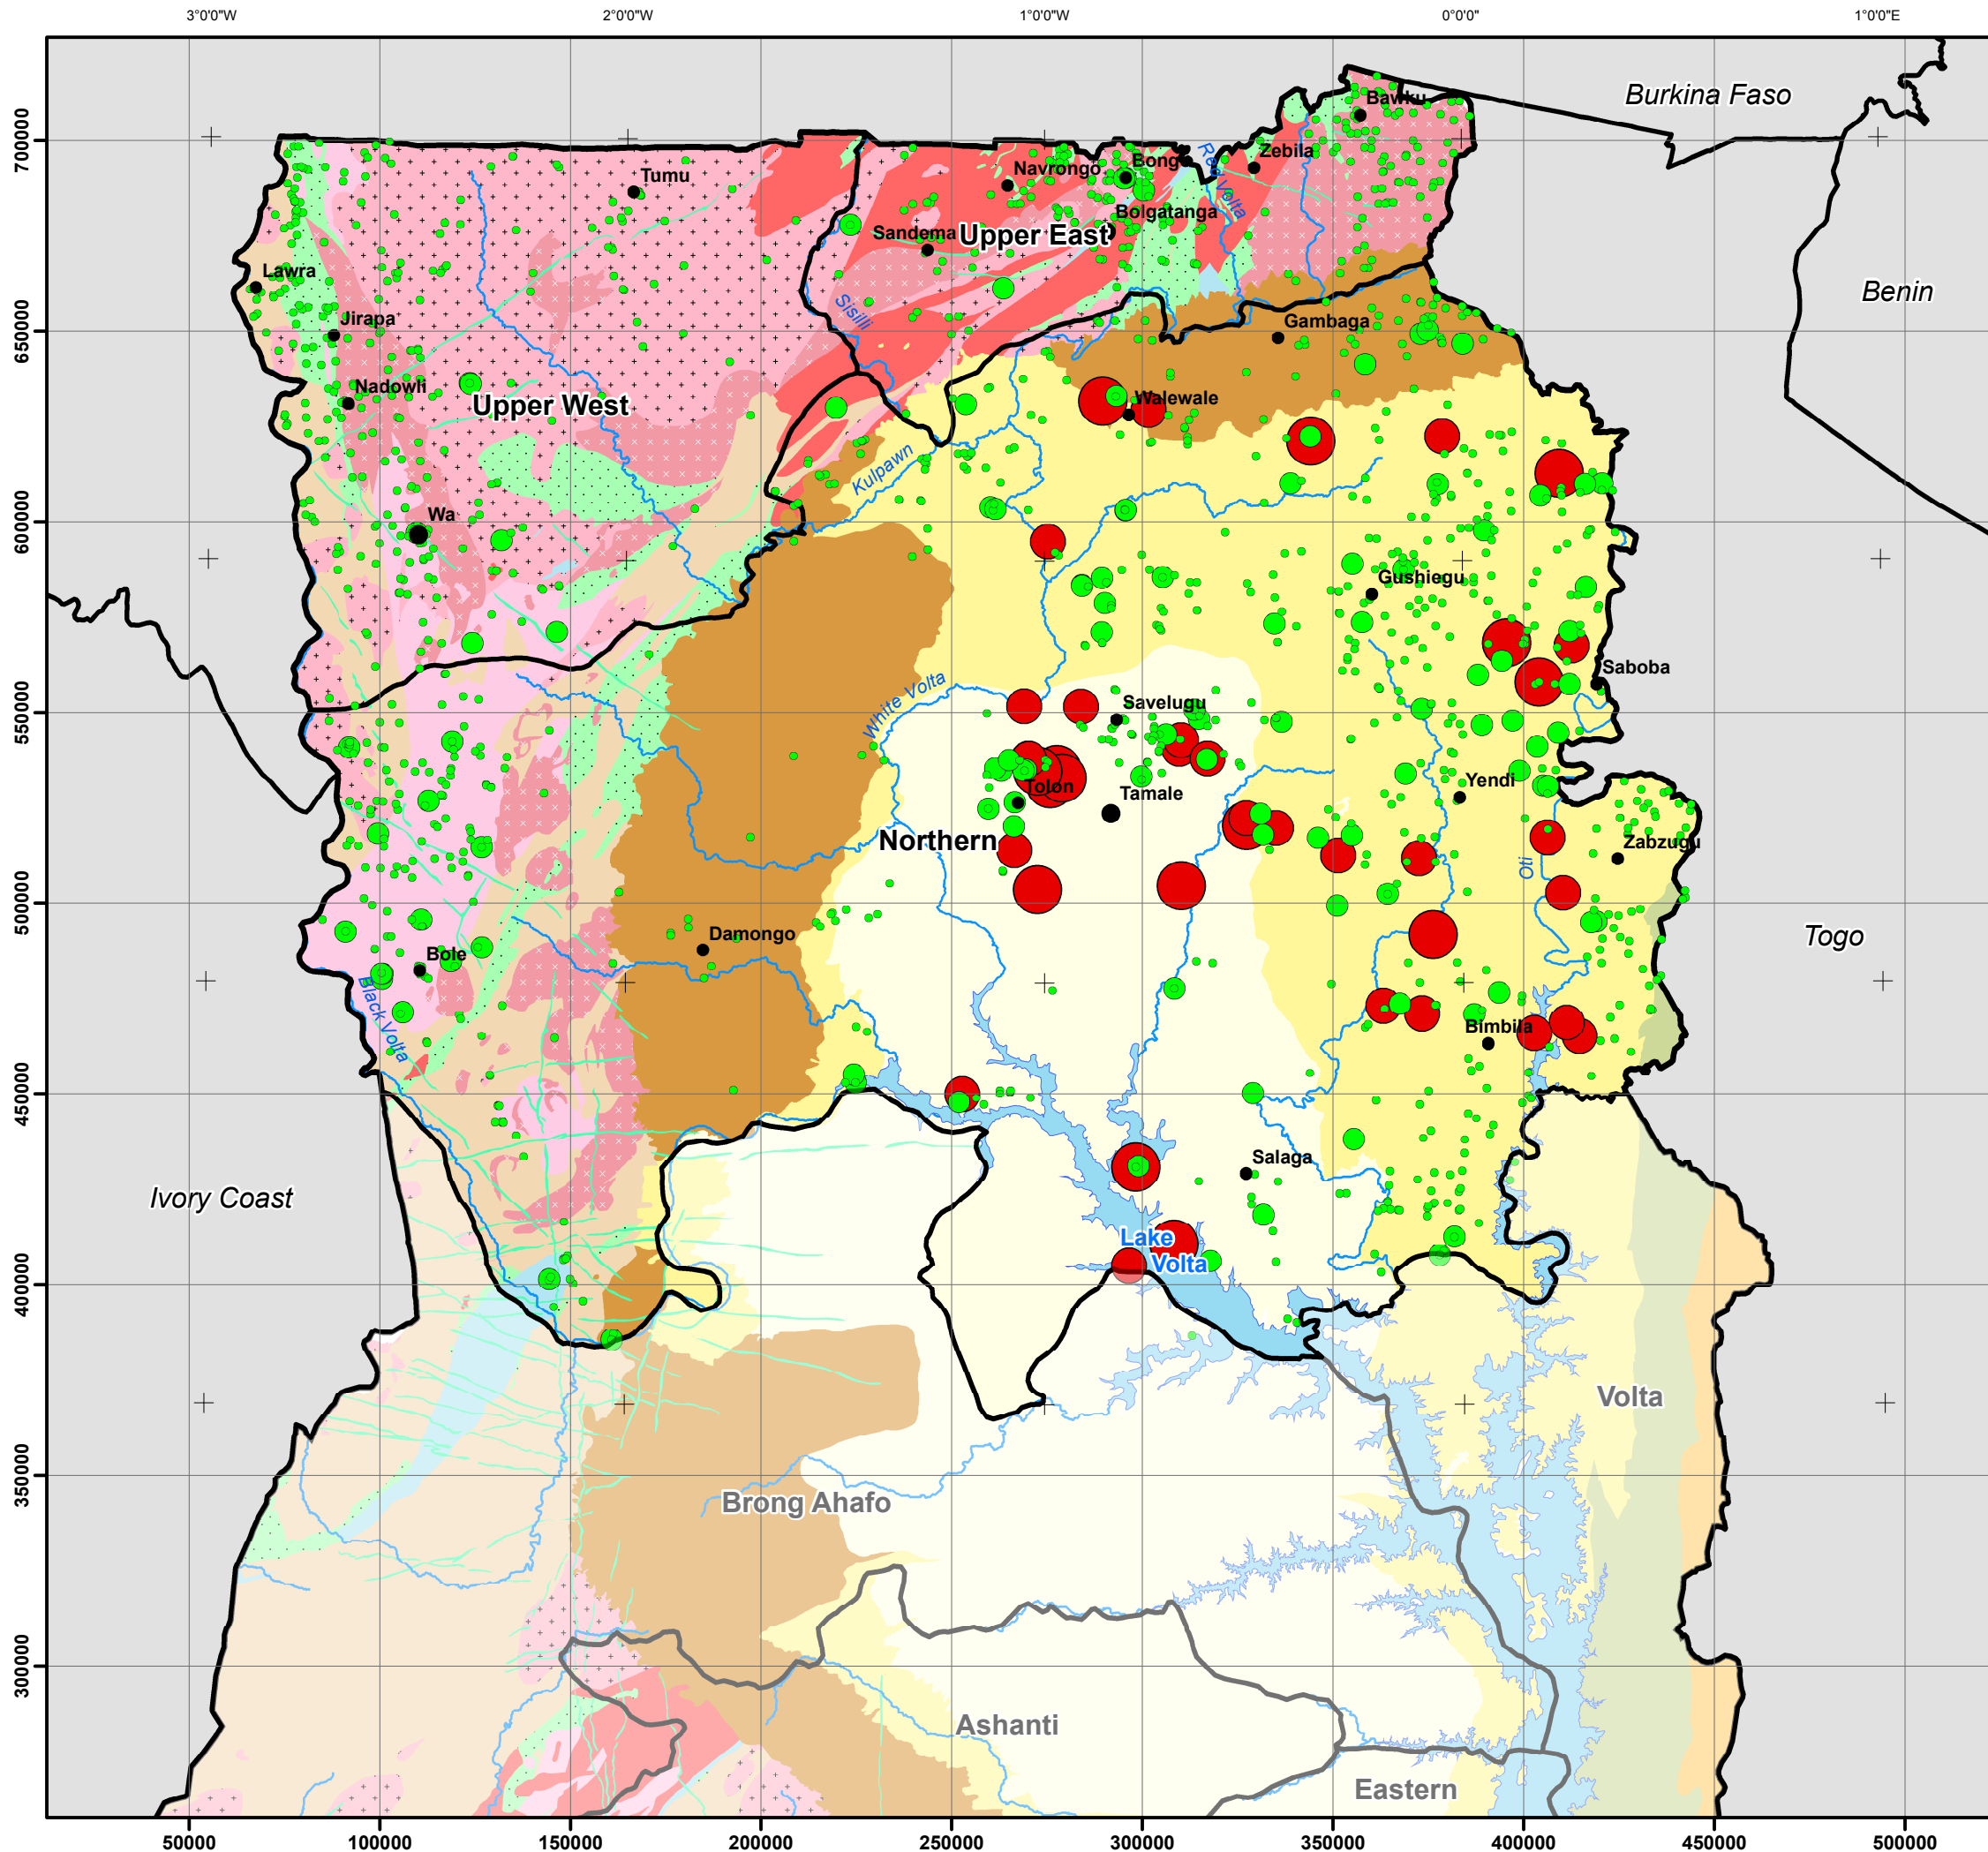 3°0'0"W 2°0'0"W 1°0'0"W 0°0'0" 1°0'0"E
Burkina Faso
Bawku
700000
Navrongo
Bong
Zebila
Red Volta
Tumu
Bolgatanga
Sandema
Upper East
Lawra
Benin
Sisilli
Jirapa
Gambaga
650000
Nadowli
Walewale
Upper West
Kulpawn
Wa
600000
Gushiegu
Saboba
White Volta
Savelugu
550000
Yendi
Tolon
Tamale
Northern
Zabzugu
Oti
500000
Damongo
Togo
Bole
Black Volta
Bimbila
450000
Salaga
Ivory Coast
Lake
Volta
400000
Volta
350000
Brong Ahafo
300000
Ashanti
Eastern
50000 100000 150000 200000 250000 300000 350000 400000 450000 500000